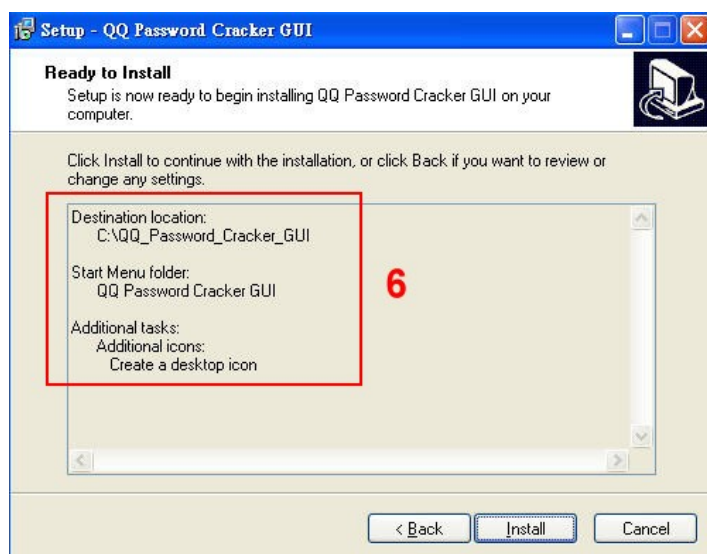 Setup - QQ Password Cracker GUI
Ready to Install
Setup is now ready to begin installing QQ Password Cracker GUI on your
computer.
Click Install to continue with the installation, or click Back if you want to review or
change any settings.
Destination location:
C:\QQ_Password_Cracker_GUI
Start Menu folder:
QQ Password Cracker GUI
6
Additional tasks:
Additional icons:
Create a desktop icon
< Back
Install
Cancel